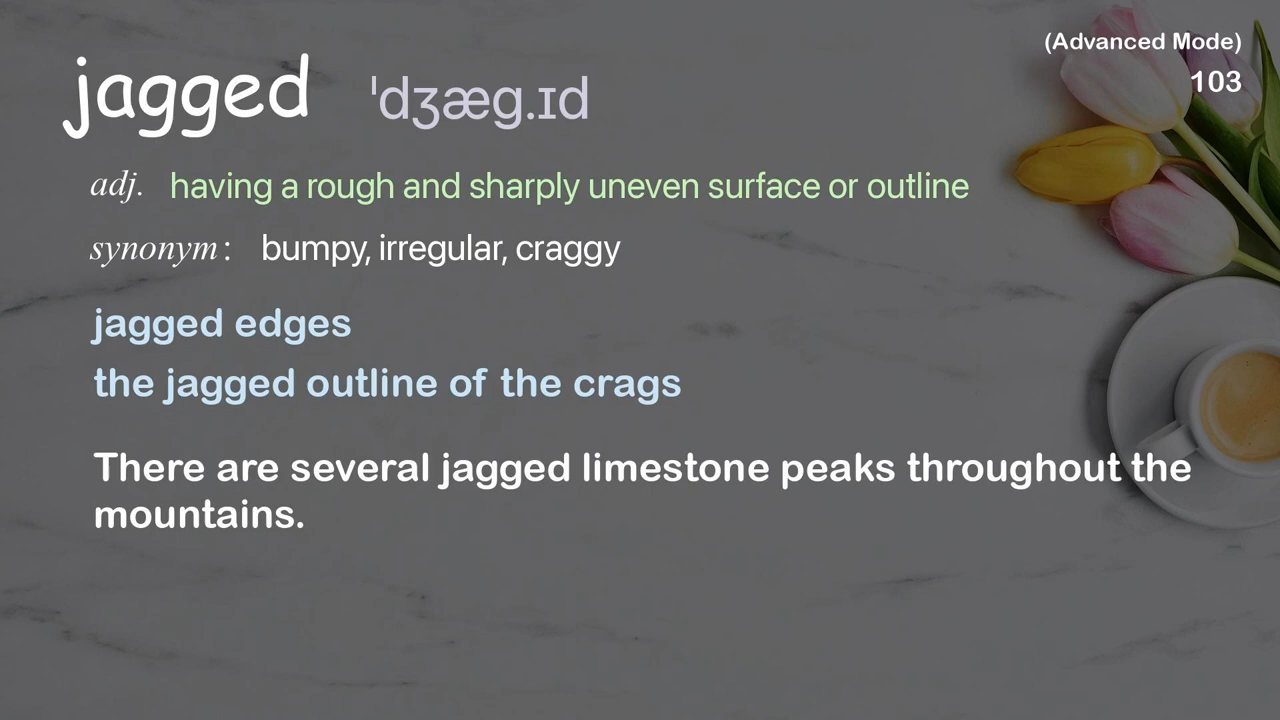 (Advanced Mode)
103
jagged ˈdʒæg.ɪd
adj. having a rough and sharply uneven surface or outline
synonym: bumpy, irregular, craggy
jagged edges
the jagged outline of the crags
There are several jagged limestone peaks throughout the
mountains.